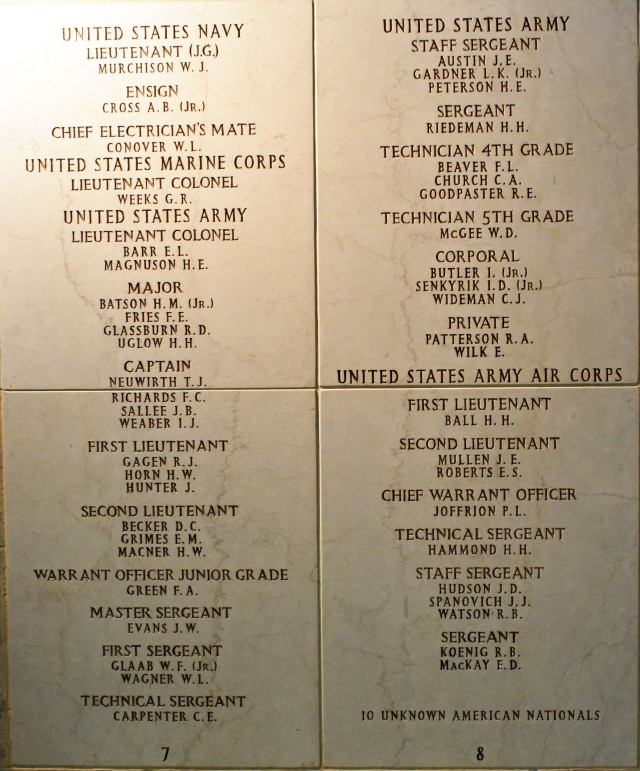 UNITED STATES NAVY
LIEUTENANT (J.G.)
MURCHISON W. J.
ENSIGN
CROSS A.B. (JR.)
CHIEF ELECTRICIAN'S MATE
CONOVER W.L.
UNITED STATES MARINE CORPS
LIEUTENANT COLONEL
WEEKS G.R.
UNITED STATES ARMY
LIEUTENANT COLONEL
BARR E.L.
MAGNUSON H.E.
MAJOR
BATSON H.M. (JR.)
FRIES F.E.
GLASSBURN R.D.
UGLOW H.H.
CAPTAIN
NEUWIRTH T.J.
RICHARDS F.C.
SALLEE J.B.
WEABER I.J.
FIRST LIEUTENANT
GAGEN R.J.
HORN H.W.
HUNTER J.
SECOND LIEUTENANT
BECKER D.C.
GRIMES E.M.
MACNER H.W.
WARRANT OFFICER JUNIOR GRADE
GREEN F.A.
MASTER SERGEANT
EVANS J.W.
FIRST SERGEANT
GLAAB W.F. (JR.)
WAGNER W.L.
TECHNICAL SERGEANT
CARPENTER C.E.
7
UNITED STATES ARMY
STAFF SERGEANT
AUSTIN J.E.
GARDNER L.K. (JR.)
PETERSON H.E.
SERGEANT
RIEDEMAN H.H.
TECHNICIAN 4TH GRADE
BEAVER F.L.
CHURCH C.A.
GOODPASTER R.E.
TECHNICIAN 5TH GRADE
McGEE W.D.
CORPORAL
BUTLER I. (JR.)
SENKYRIK I.D. (JR.)
WIDEMAN C.J.
PRIVATE
PATTERSON R.A.
WILK E.
UNITED STATES ARMY AIR CORPS
FIRST LIEUTENANT
BALL H.H.
SECOND LIEUTENANT
MULLEN J.E.
ROBERTS E.S.
CHIEF WARRANT OFFICER
JOFFRION P.L.
TECHNICAL SERGEANT
HAMMOND H.H.
STAFF SERGEANT
HUDSON J.D.
SPANOVICH J.J.
WATSON R.B.
SERGEANT
KOENIG R.B.
MacKAY E.D.
10 UNKNOWN AMERICAN NATIONALS
8